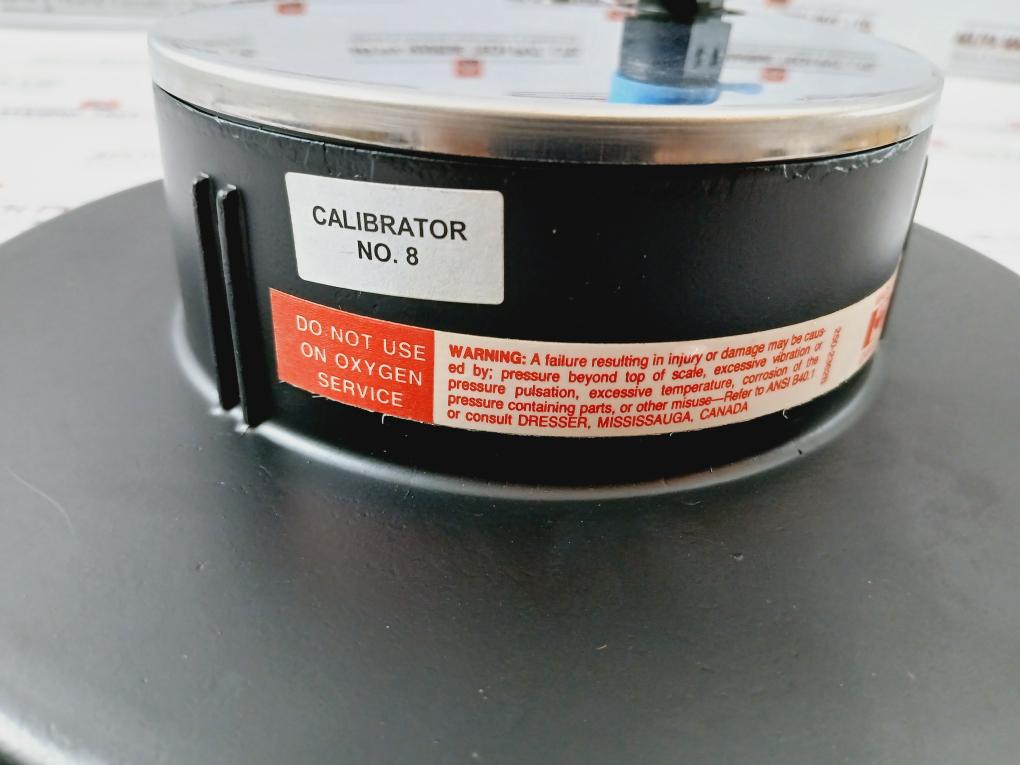 CALIBRATOR
NO. 8
DO NOT USE
ON OXYGEN
SERVICE
WARNING: A failure resulting in injury or damage may be caus-
ed by; pressure beyond top of scale, excessive vibration or
pressure pulsation, excessive temperature, corrosion of the
pressure containing parts, or other misuse—Refer to ANSI B40.1
or consult DRESSER, MISSISSAUGA, CANADA